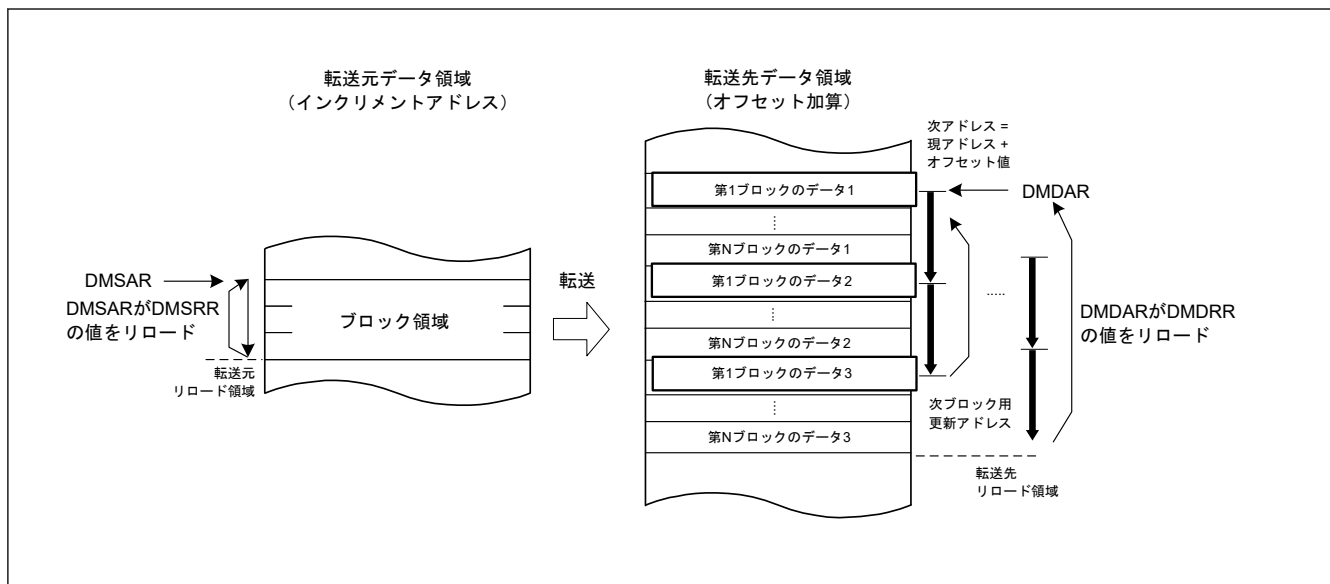 転送元データ領域
（インクリメントアドレス）
DMSAR
DMSARがDMSRR
の値をリロード
転送元
リロード領域
ブロック領域
転送
転送先データ領域
（オフセット加算）
次アドレス =
現アドレス +
オフセット値
DMDAR
第1ブロックのデータ1
⋮
第Nブロックのデータ1
第1ブロックのデータ2
⋮
第Nブロックのデータ2
第1ブロックのデータ3
⋮
第Nブロックのデータ3
.....
DMDARがDMDRR
の値をリロード
次ブロック用
更新アドレス
転送先
リロード領域